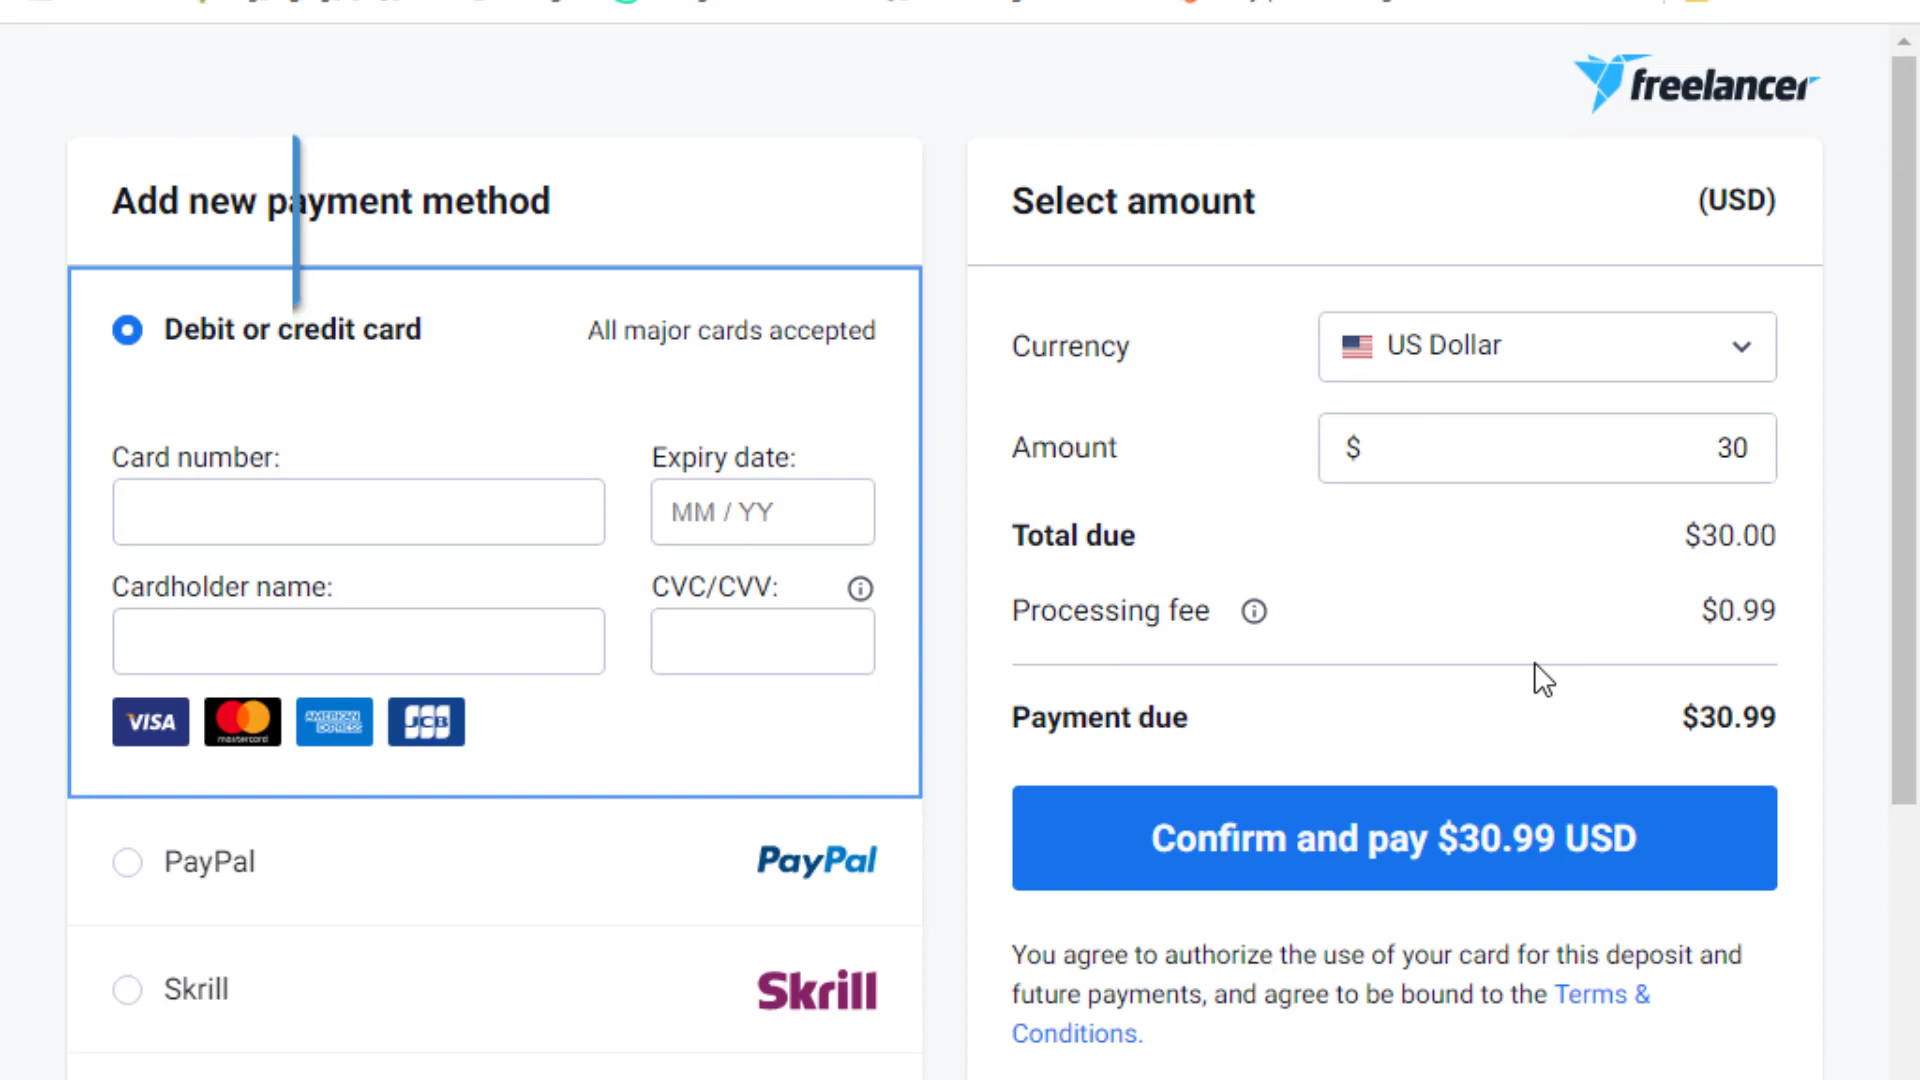 freelancer
Add new payment method
Debit or credit card
All major cards accepted
Card number:
Expiry date:
MM / YY
Cardholder name:
CVC/CVV:
VISA
mastercard
AMERICAN
EXPRESS
JCB
PayPal
PayPal
Skrill
Skrill
Select amount
(USD)
Currency
US Dollar
Amount
$ 30
Total due
$30.00
Processing fee
$0.99
Payment due
$30.99
Confirm and pay $30.99 USD
You agree to authorize the use of your card for this deposit and
future payments, and agree to be bound to the Terms &
Conditions.